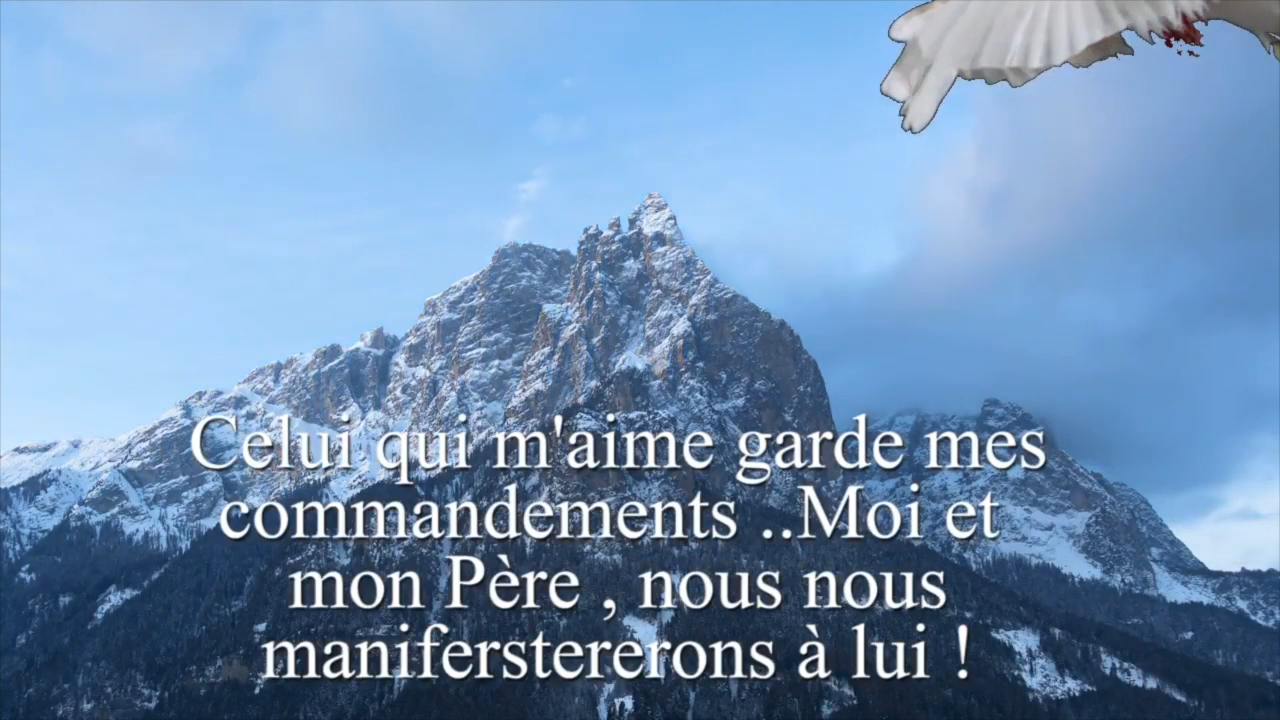 Celui qui m'aime garde mes
commandements ..Moi et
mon Père , nous nous
maniferstererons à lui !